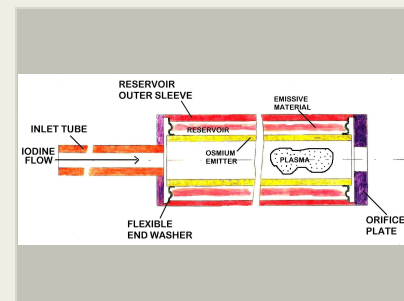 RESERVOIR
OUTER SLEEVE
EMISSIVE
MATERIAL
INLET TUBE
RESERVOIR
IODINE
FLOW
OSMIUM
EMITTER
PLASMA
FLEXIBLE
END WASHER
ORIFICE
PLATE